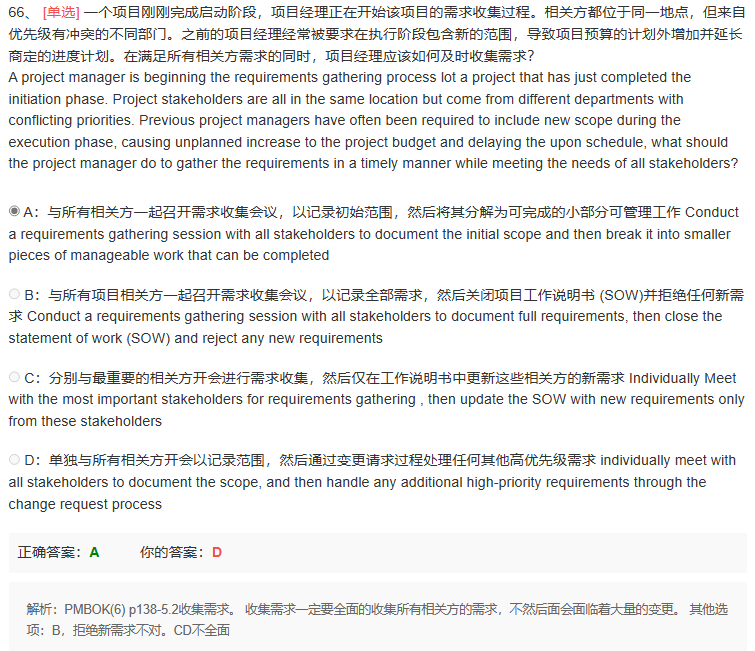 66、 [单选] 一个项目刚刚完成启动阶段，项目经理正在开始该项目的需求收集过程。相关方都位于同一地点，但来自
优先级有冲突的不同部门。之前的项目经理经常被要求在执行阶段包含新的范围，导致项目预算的计划外增加并延长
商定的进度计划。在满足所有相关方需求的同时，项目经理应该如何及时收集需求?
A project manager is beginning the requirements gathering process lot a project that has just completed the
initiation phase. Project stakeholders are all in the same location but come from different departments with
conflicting priorities. Previous project managers have often been required to include new scope during the
execution phase, causing unplanned increase to the project budget and delaying the upon schedule, what should
the project manager do to gather the requirements in a timely manner while meeting the needs of all stakeholders?
A：与所有相关方一起召开需求收集会议，以记录初始范围，然后将其分解为可完成的小部分可管理工作 Conduct
a requirements gathering session with all stakeholders to document the initial scope and then break it into smaller
pieces of manageable work that can be completed
B：与所有项目相关方一起召开需求收集会议，以记录全部需求，然后关闭项目工作说明书 (SOW)并拒绝任何新需
求 Conduct a requirements gathering session with all stakeholders to document full requirements, then close the
statement of work (SOW) and reject any new requirements
C：分别与最重要的相关方开会进行需求收集，然后仅在工作说明书中更新这些相关方的新需求 Individually Meet
with the most important stakeholders for requirements gathering , then update the SOW with new requirements only
from these stakeholders
D：单独与所有相关方开会以记录范围，然后通过变更请求过程处理任何其他高优先级需求 individually meet with
all stakeholders to document the scope, and then handle any additional high-priority requirements through the
change request process
正确答案：A 你的答案：D
解析：PMBOK(6) p138-5.2收集需求。 收集需求一定要全面的收集所有相关方的需求，不然后面会面临着大量的变更。 其他选
项：B，拒绝新需求不对。CD不全面